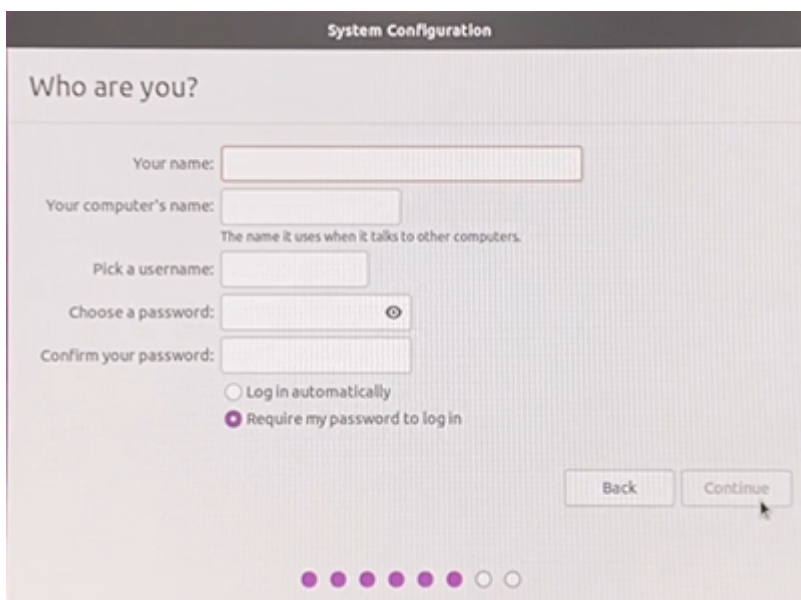 System Configuration
Who are you?
Your name:
Your computer's name:
The name it uses when it talks to other computers.
Pick a username:
Choose a password:
Confirm your password:
Log in automatically
Require my password to log in
Back Continue